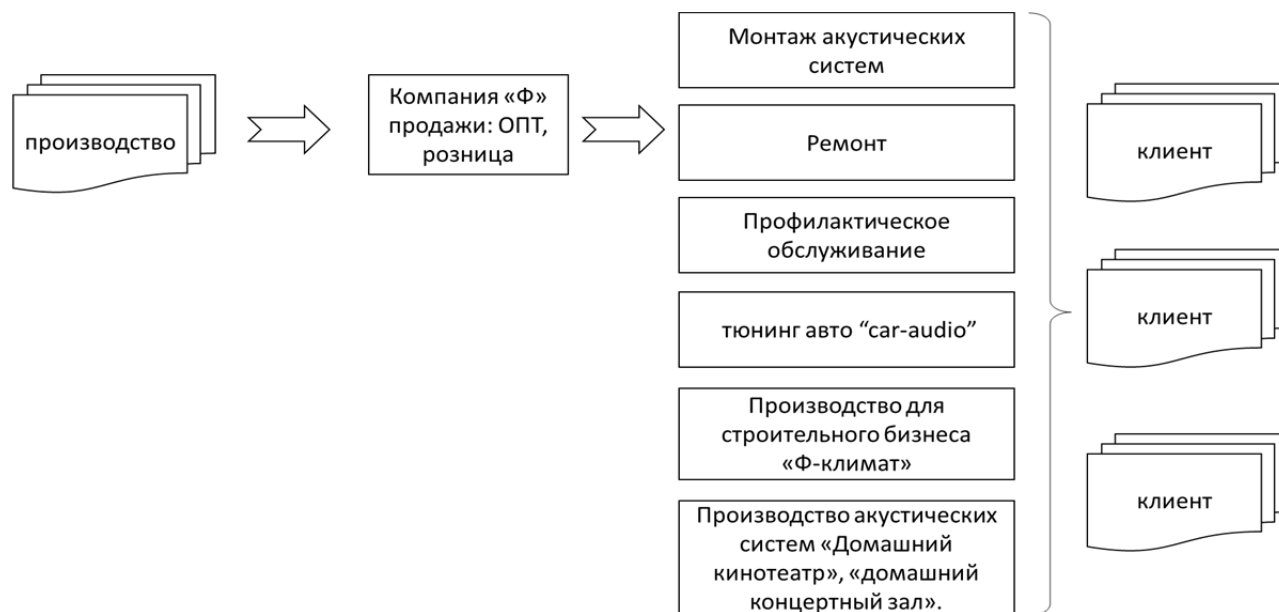 производство
Компания «Ф»
продажи: ОПТ,
розница
Монтаж акустических
систем
Ремонт
Профилактическое
обслуживание
тюнинг авто “car-audio”
Производство для
строительного бизнеса
«Ф-климат»
Производство акустических
систем «Домашний
кинотеатр», «домашний
концертный зал».
клиент
клиент
клиент